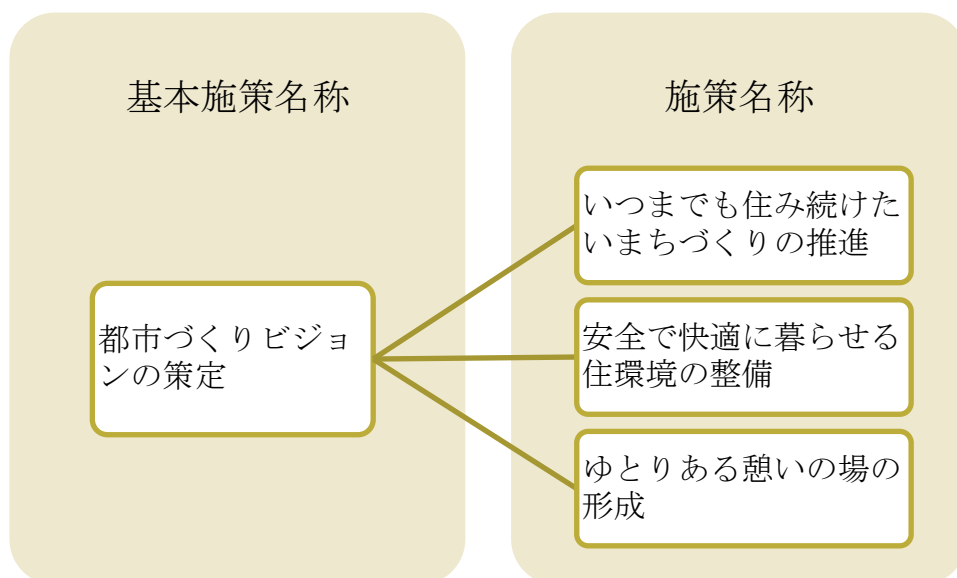 基本施策名称
施策名称
都市づくりビジョ
ンの策定
いつまでも住み続けた
いまちづくりの推進
安全で快適に暮らせる
住環境の整備
ゆとりある憩いの場の
形成